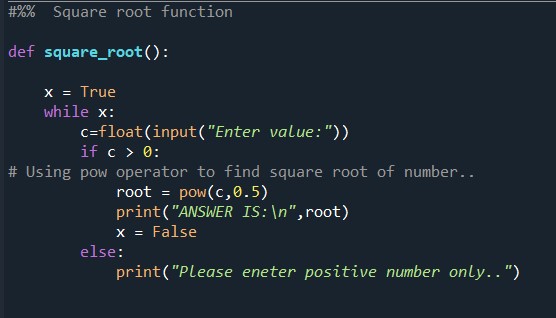 #%%  Square root function
def square_root():
x = True
while x:
c=float(input("Enter value:"))
if c > 0:
# Using pow operator to find square root of number..
root = pow(c,0.5)
print("ANSWER IS:\n",root)
x = False
else:
print("Please eneter positive number only..")